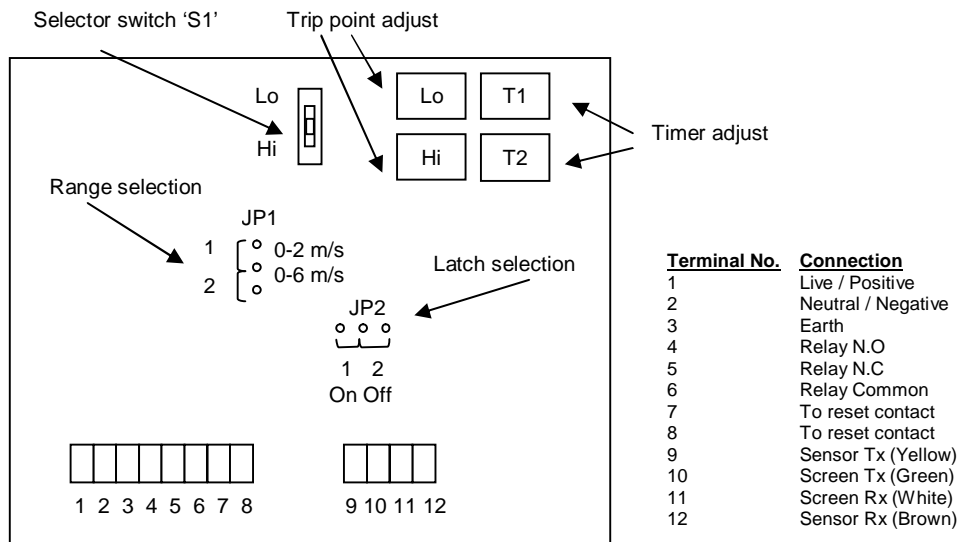 Selector switch ‘S1’
Trip point adjust
Lo
Hi
Lo T1
Hi T2
Timer adjust
Range selection
JP1
1 0-2 m/s
2 0-6 m/s
Latch selection
JP2
1 2
On Off
1 2 3 4 5 6 7 8
9 10 11 12
Terminal No. Connection
1 Live / Positive
2 Neutral / Negative
3 Earth
4 Relay N.O
5 Relay N.C
6 Relay Common
7 To reset contact
8 To reset contact
9 Sensor Tx (Yellow)
10 Screen Tx (Green)
11 Screen Rx (White)
12 Sensor Rx (Brown)